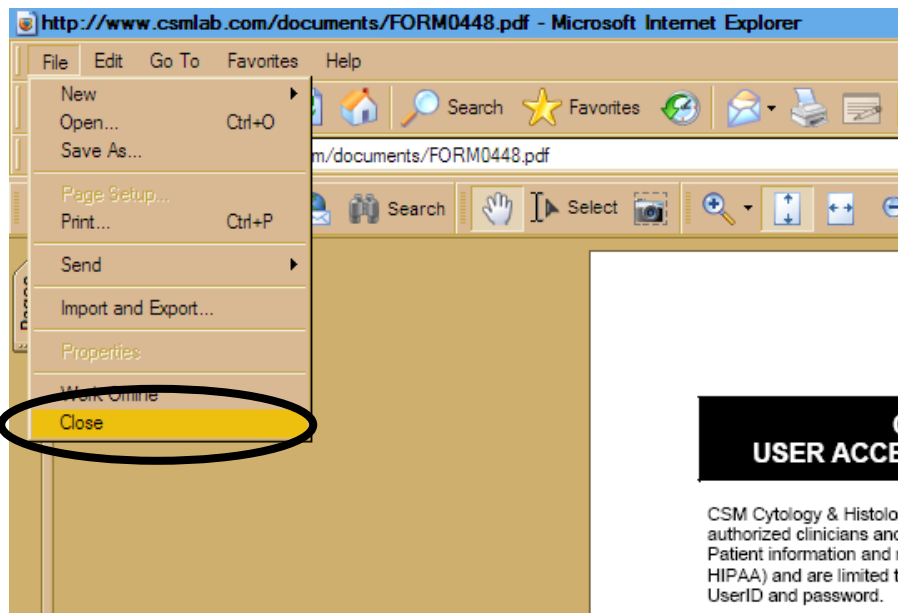 http://www.csmlab.com/documents/FORM0448.pdf - Microsoft Internet Explorer
File Edit Go To Favorites Help
New
Search Favorites
Open... Ctrl+O
Save As...
m/documents/FORM0448.pdf
Page Setup...
Search Select
Print... Ctrl+P
Send
Import and Export...
Pages
Properties
Work Offline
Close
USER ACCE
CSM Cytology & Histolo
authorized clinicians and
Patient information and
HIPAA) and are limited t
UserID and password.